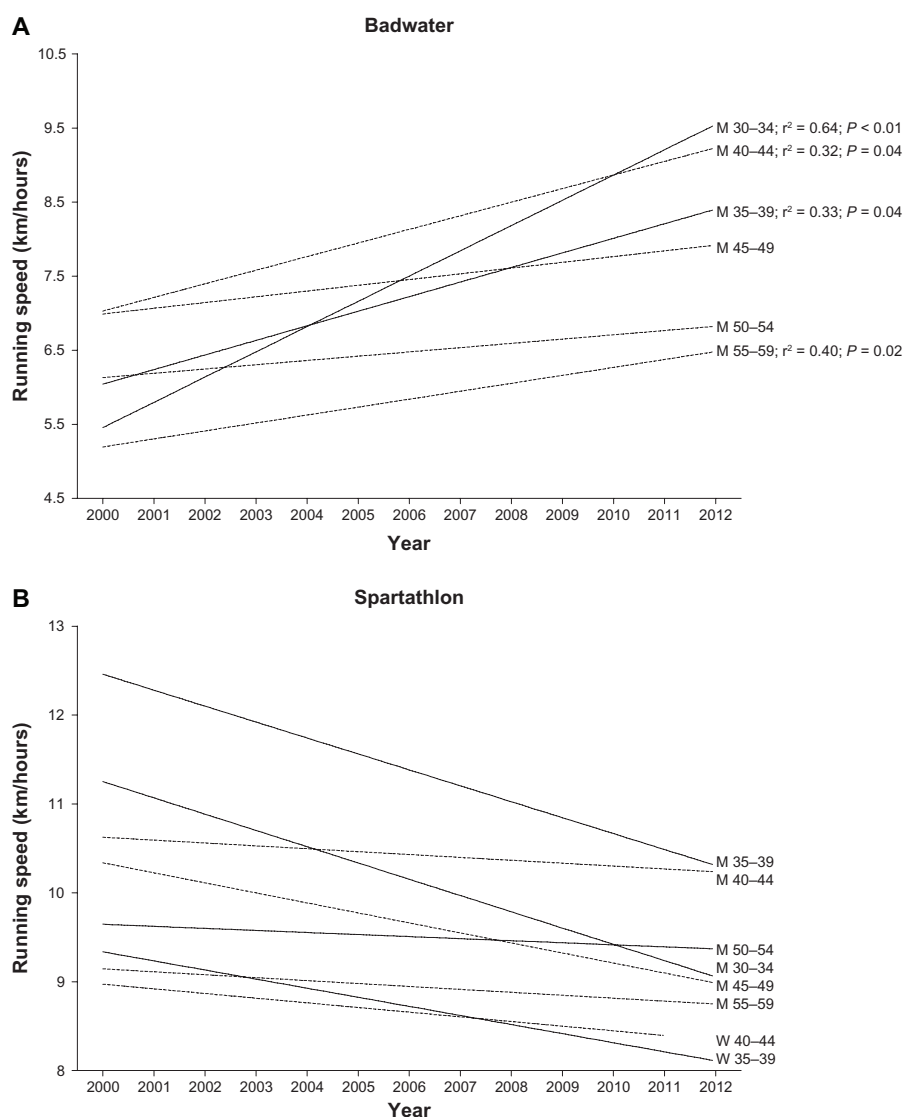 A
Badwater
Running speed (km/hours)
10.5
9.5
8.5
7.5
6.5
5.5
4.5
M 30–34; r² = 0.64; P < 0.01
M 40–44; r² = 0.32; P = 0.04
M 35–39; r² = 0.33; P = 0.04
M 45–49
M 50–54
M 55–59; r² = 0.40; P = 0.02
2000 2001 2002 2003 2004 2005 2006 2007 2008 2009 2010 2011 2012
Year
B
Spartathlon
Running speed (km/hours)
13
12
11
10
9
8
M 35–39
M 40–44
M 50–54
M 30–34
M 45–49
M 55–59
W 40–44
W 35–39
2000 2001 2002 2003 2004 2005 2006 2007 2008 2009 2010 2011 2012
Year